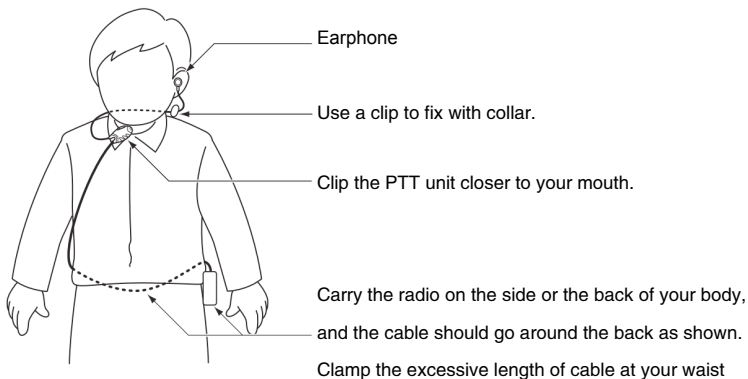 Earphone
Use a clip to fix with collar.
Clip the PTT unit closer to your mouth.
Carry the radio on the side or the back of your body,
and the cable should go around the back as shown.
Clamp the excessive length of cable at your waist